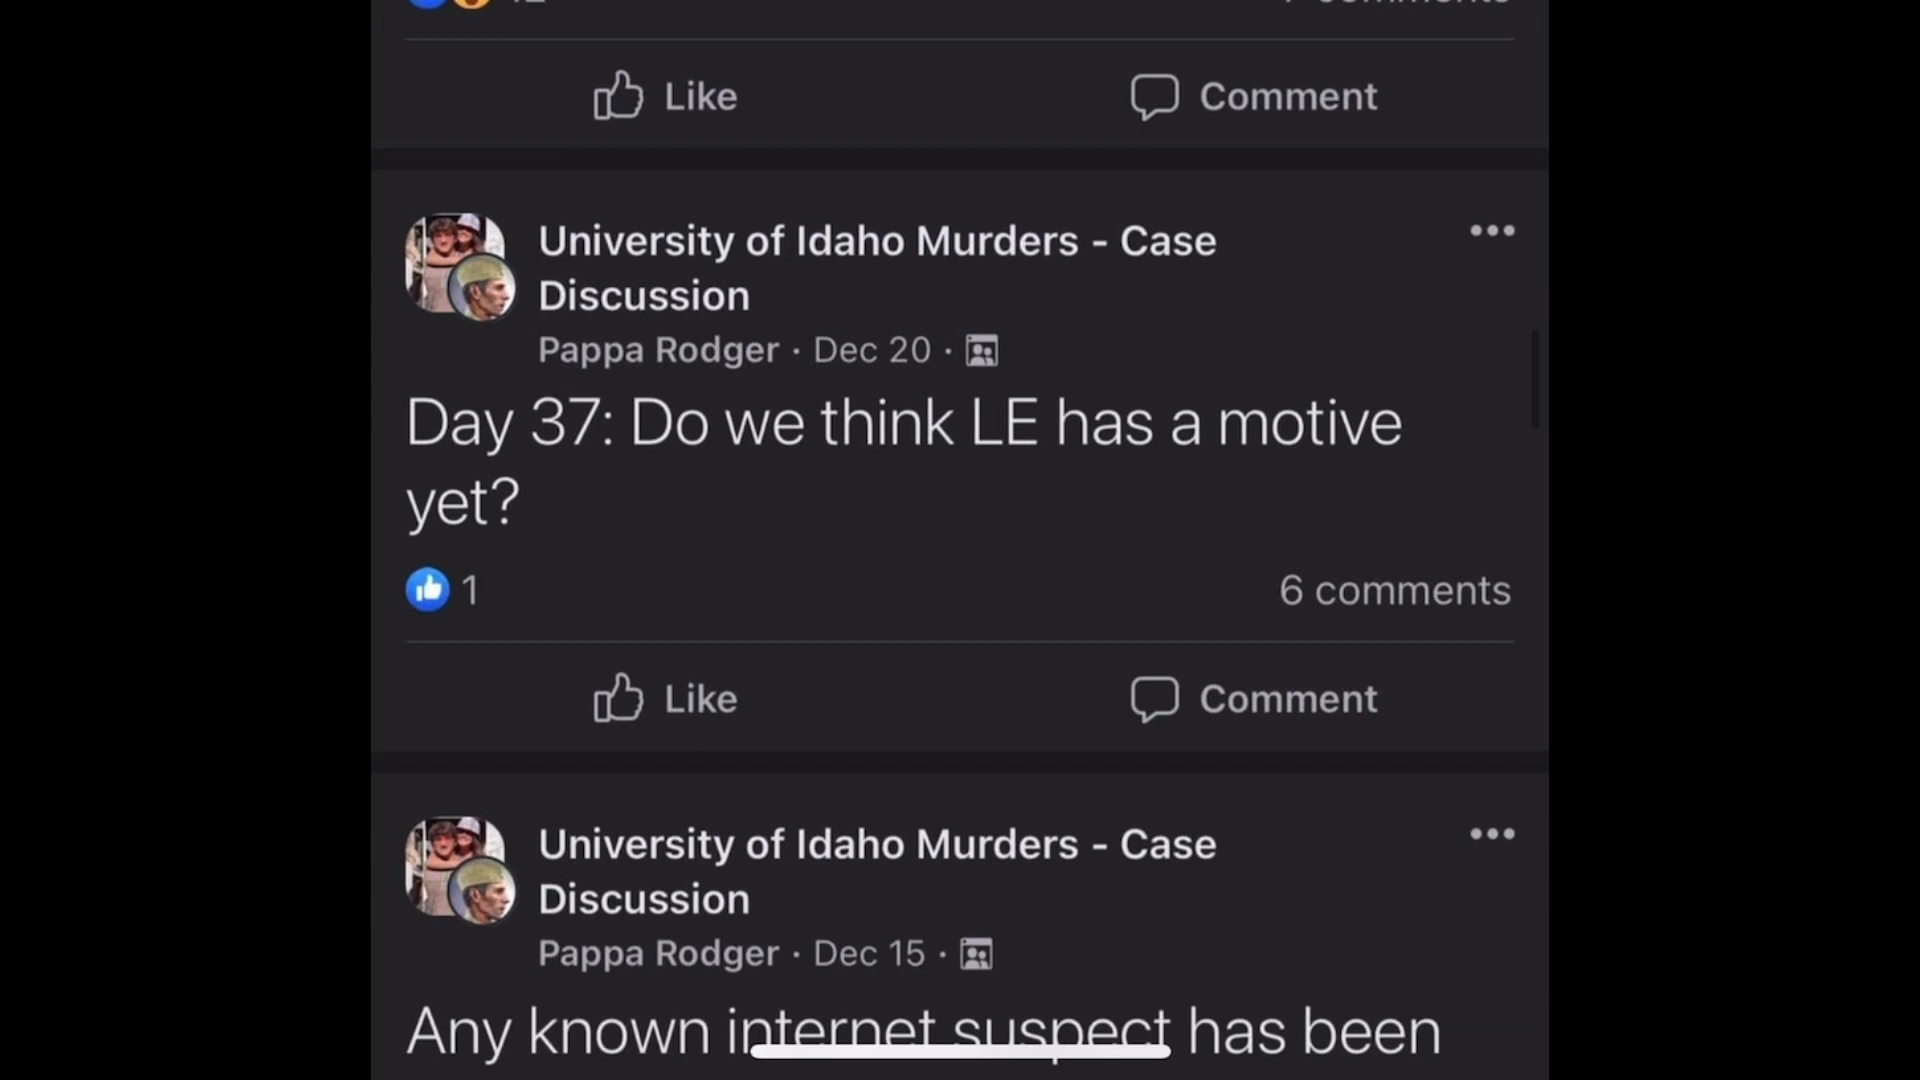 Like
Comment
University of Idaho Murders - Case
Discussion
Pappa Rodger · Dec 20 ·
Day 37: Do we think LE has a motive
yet?
1
6 comments
Like
Comment
University of Idaho Murders - Case
Discussion
Pappa Rodger · Dec 15 ·
Any known internet suspect has been